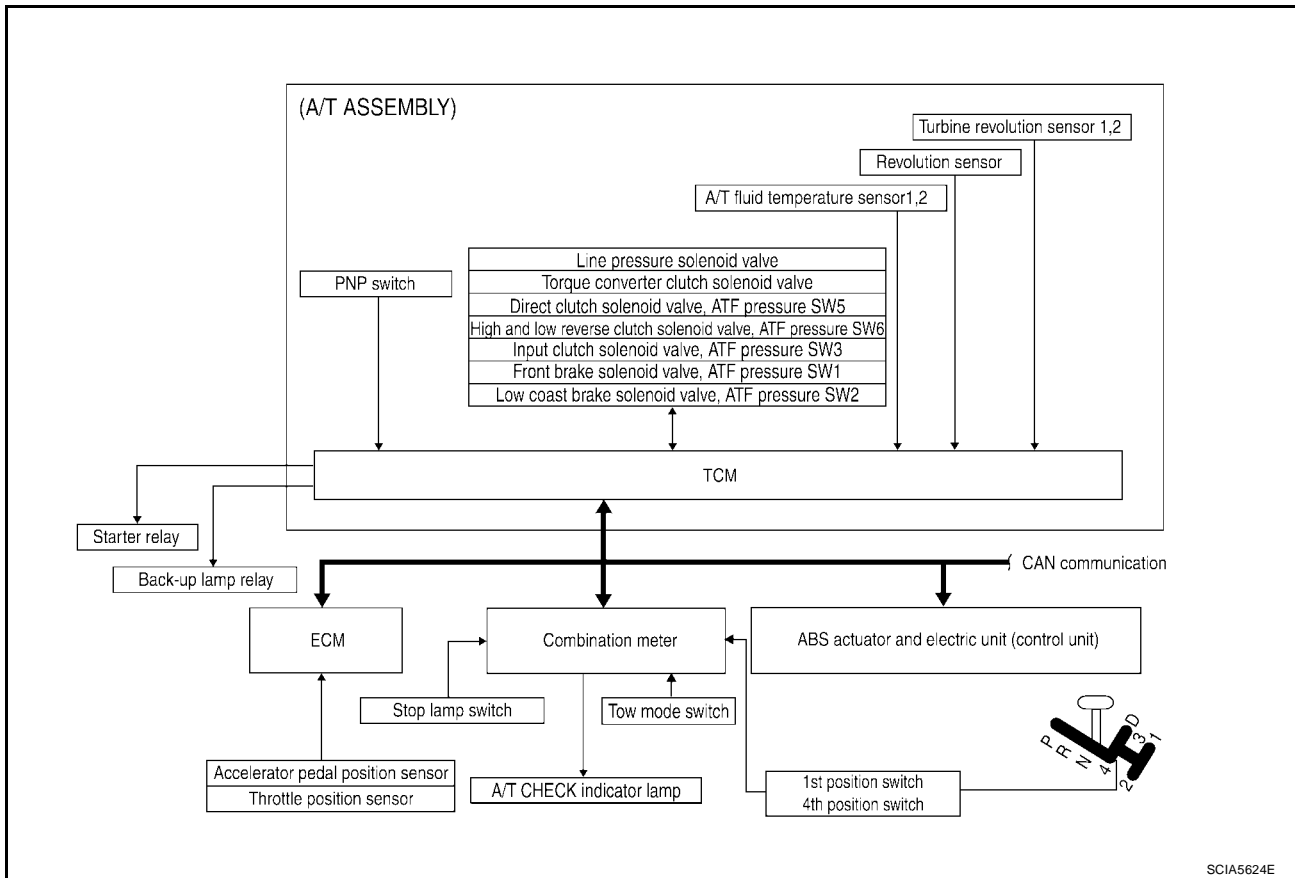 (A/T ASSEMBLY)
Turbine revolution sensor 1,2
Revolution sensor
A/T fluid temperature sensor1,2
Line pressure solenoid valve
Torque converter clutch solenoid valve
Direct clutch solenoid valve, ATF pressure SW5
High and low reverse clutch solenoid valve, ATF pressure SW6
Input clutch solenoid valve, ATF pressure SW3
Front brake solenoid valve, ATF pressure SW1
Low coast brake solenoid valve, ATF pressure SW2
PNP switch
TCM
Starter relay
Back-up lamp relay
CAN communication
ECM
Combination meter
ABS actuator and electric unit (control unit)
Stop lamp switch
Tow mode switch
Accelerator pedal position sensor
Throttle position sensor
A/T CHECK indicator lamp
1st position switch
4th position switch
P
R
N
4
D
3
1
2
SCIA5624E